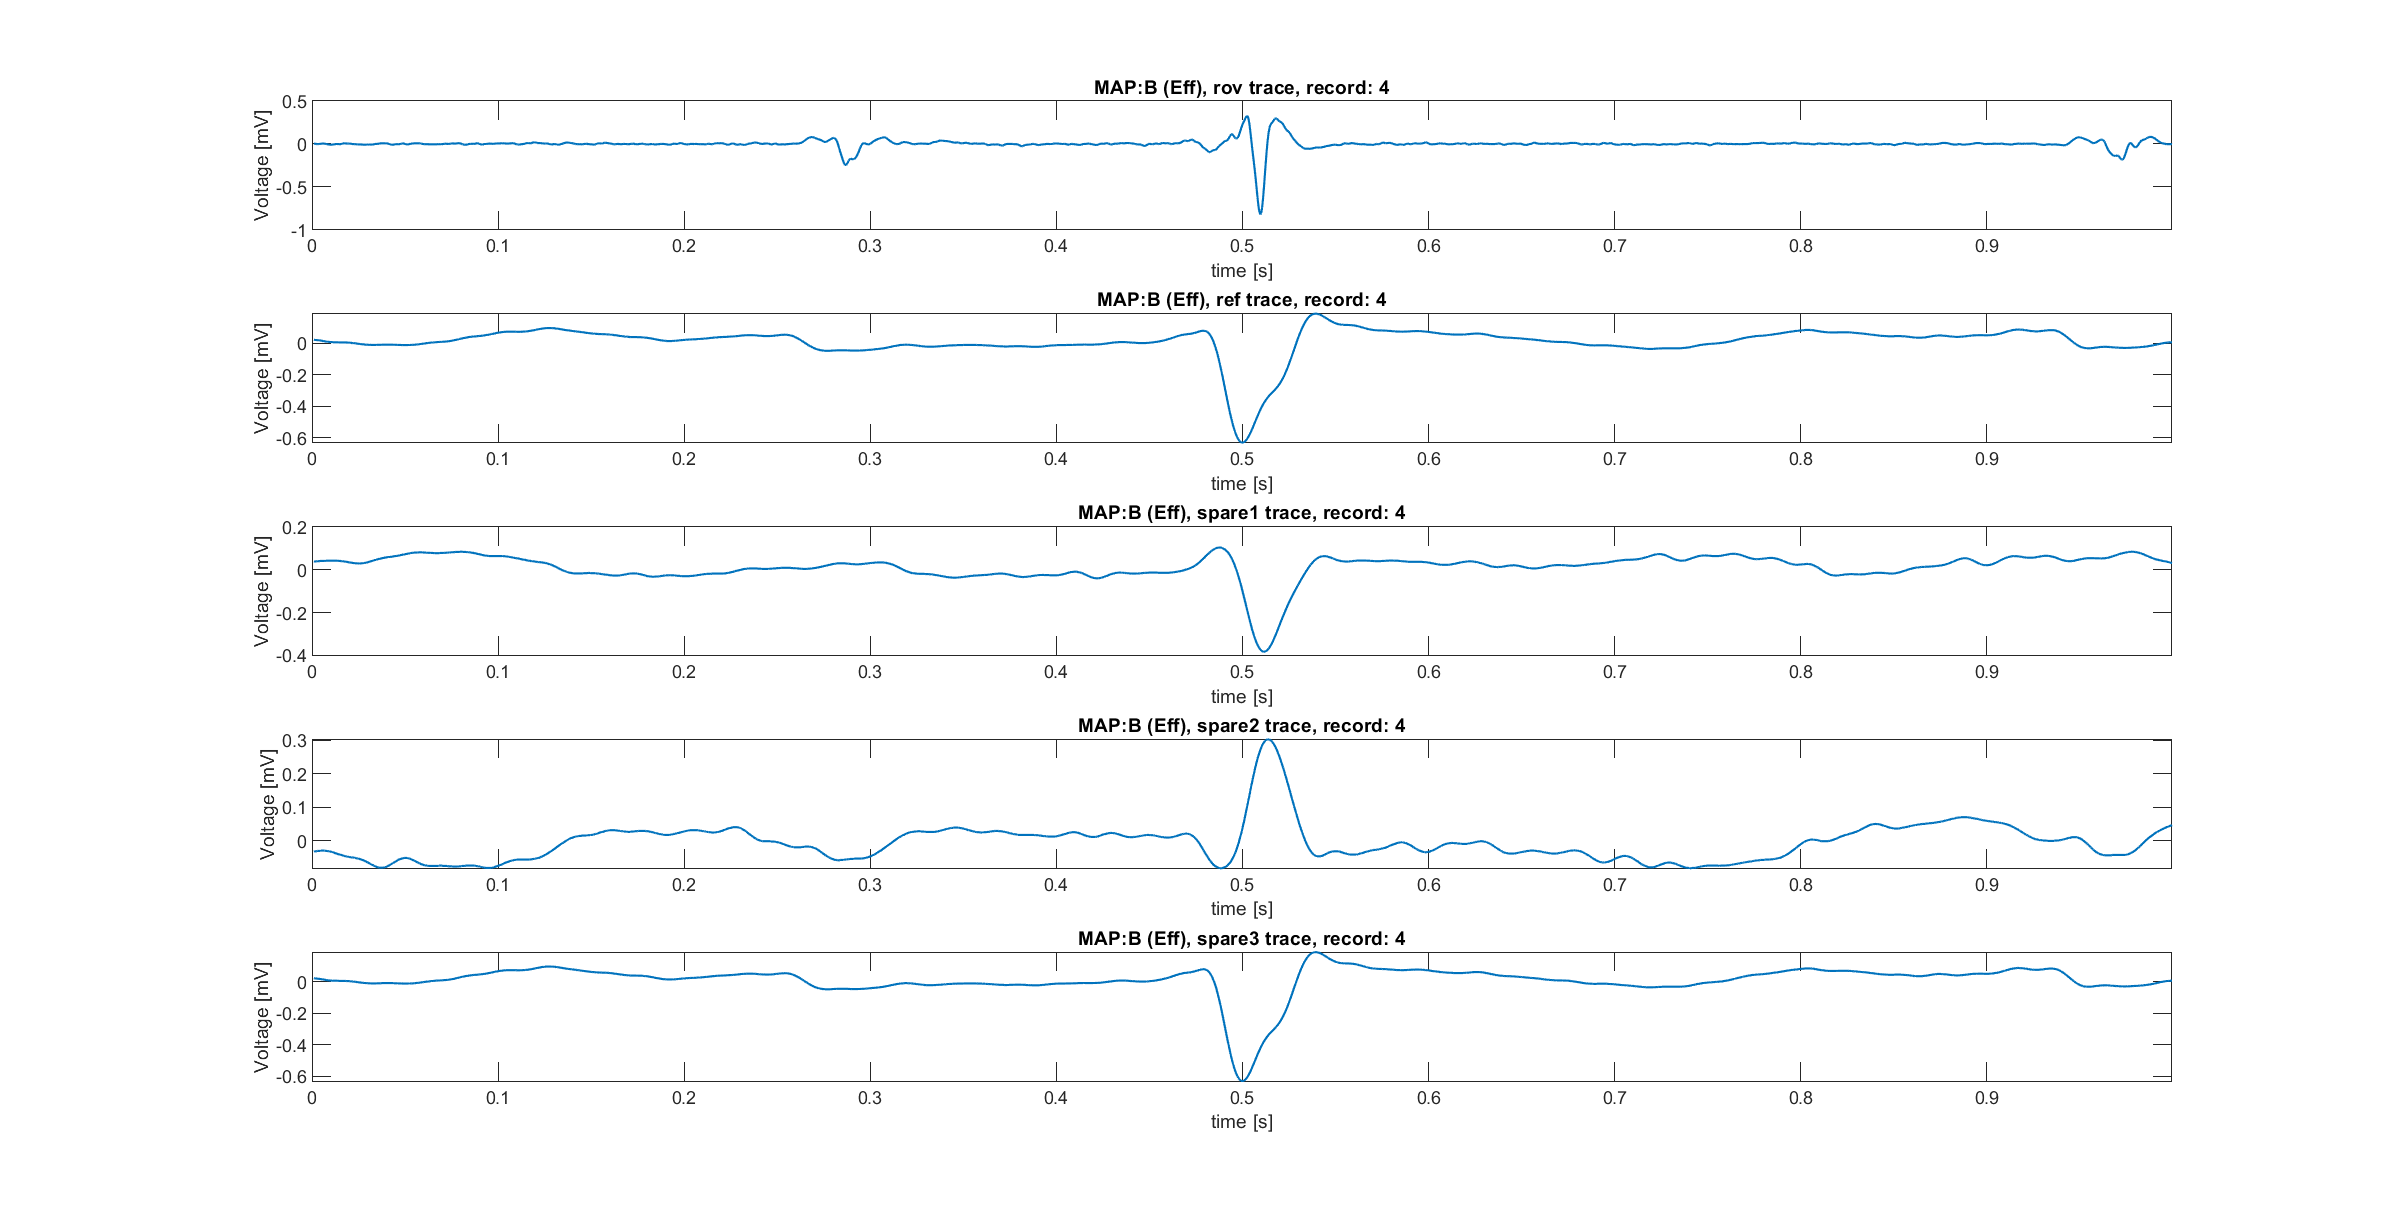 MAP:B (Eff), rov trace, record: 4
Voltage [mV]
0.5
0
-0.5
-1
0 0.1 0.2 0.3 0.4 0.5 0.6 0.7 0.8 0.9
time [s]
MAP:B (Eff), ref trace, record: 4
Voltage [mV]
0
-0.2
-0.4
-0.6
0 0.1 0.2 0.3 0.4 0.5 0.6 0.7 0.8 0.9
time [s]
MAP:B (Eff), spare1 trace, record: 4
Voltage [mV]
0.2
0
-0.2
-0.4
0 0.1 0.2 0.3 0.4 0.5 0.6 0.7 0.8 0.9
time [s]
MAP:B (Eff), spare2 trace, record: 4
Voltage [mV]
0.3
0.2
0.1
0
0 0.1 0.2 0.3 0.4 0.5 0.6 0.7 0.8 0.9
time [s]
MAP:B (Eff), spare3 trace, record: 4
Voltage [mV]
0
-0.2
-0.4
-0.6
0 0.1 0.2 0.3 0.4 0.5 0.6 0.7 0.8 0.9
time [s]